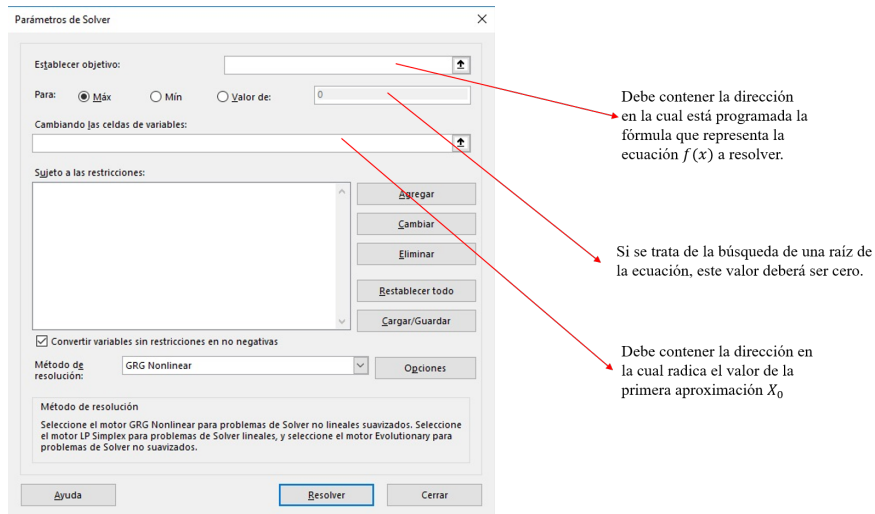 Parámetros de Solver
Establecer objetivo:
Para: Máx Mín Valor de: 0
Cambiando las celdas de variables:
Sujeto a las restricciones:
Agregar
Cambiar
Eliminar
Restablecer todo
Cargar/Guardar
Convertir variables sin restricciones en no negativas
Método de
resolución:
GRG Nonlinear
Opciones
Método de resolución
Seleccione el motor GRG Nonlinear para problemas de Solver no lineales suavizados. Seleccione
el motor LP Simplex para problemas de Solver lineales, y seleccione el motor Evolutionary para
problemas de Solver no suavizados.
Ayuda
Resolver
Cerrar
Debe contener la dirección
en la cual está programada la
fórmula que representa la
ecuación f(x) a resolver.
Si se trata de la búsqueda de una raíz de
la ecuación, este valor deberá ser cero.
Debe contener la dirección en
la cual radica el valor de la
primera aproximación X₀